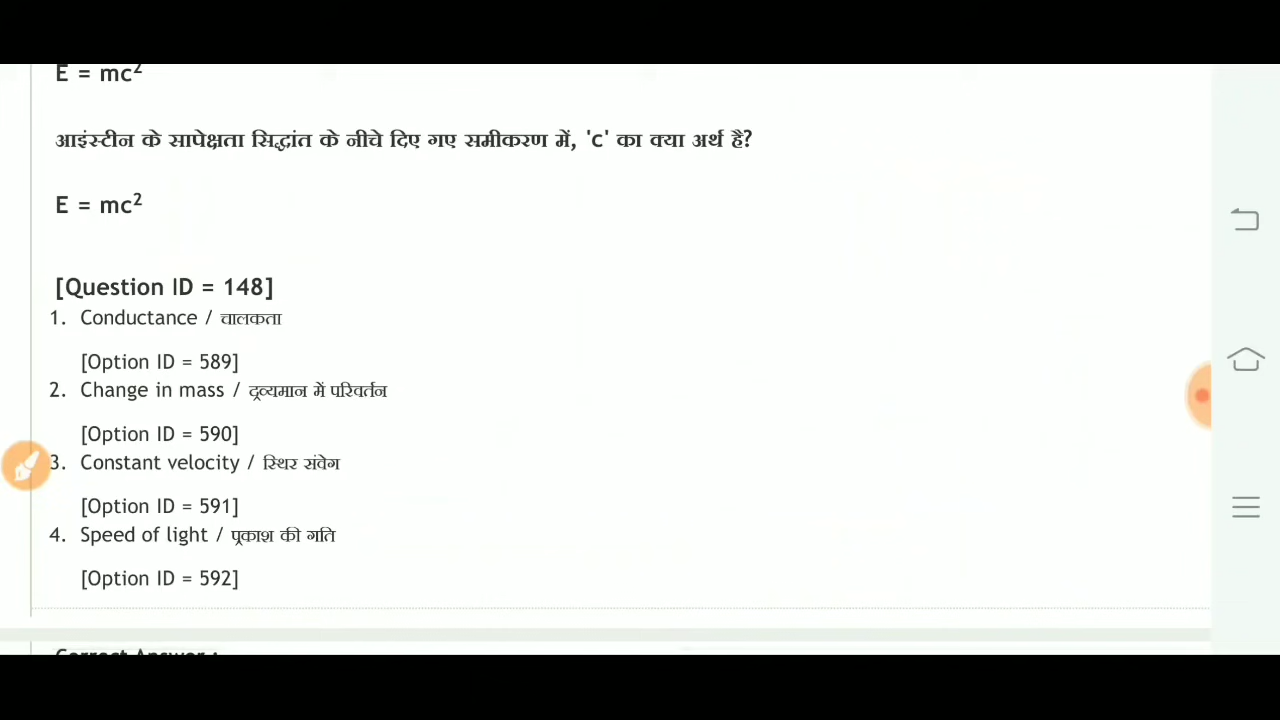 E = mc²
आइंस्टीन के सापेक्षता सिद्धांत के नीचे दिए गए समीकरण में, 'c' का क्या अर्थ है?
E = mc²
[Question ID = 148]
1. Conductance / चालकता
[Option ID = 589]
2. Change in mass / द्रव्यमान में परिवर्तन
[Option ID = 590]
3. Constant velocity / स्थिर संवेग
[Option ID = 591]
4. Speed of light / प्रकाश की गति
[Option ID = 592]
Correct Answer :